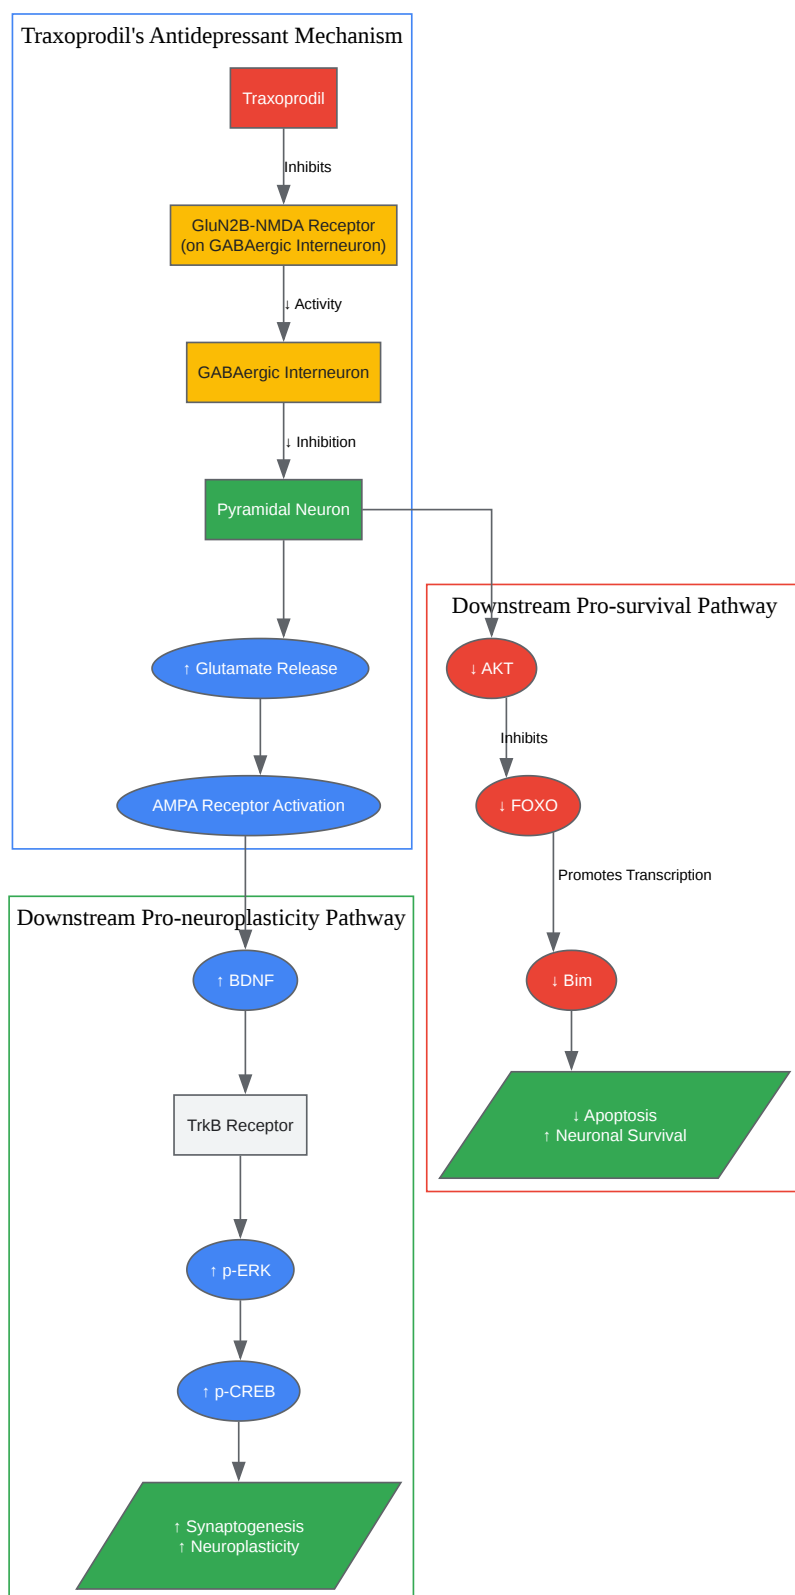 Traxoprodil's Antidepressant Mechanism
Traxoprodil
Inhibits
GluN2B-NMDA Receptor
(on GABAergic Interneuron)
↓ Activity
GABAergic Interneuron
↓ Inhibition
Pyramidal Neuron
↑ Glutamate Release
AMPA Receptor Activation
Downstream Pro-survival Pathway
↓ AKT
Inhibits
↓ FOXO
Promotes Transcription
↓ Bim
↓ Apoptosis
↑ Neuronal Survival
Downstream Pro-neuroplasticity Pathway
↑ BDNF
TrkB Receptor
↑ p-ERK
↑ p-CREB
↑ Synaptogenesis
↑ Neuroplasticity